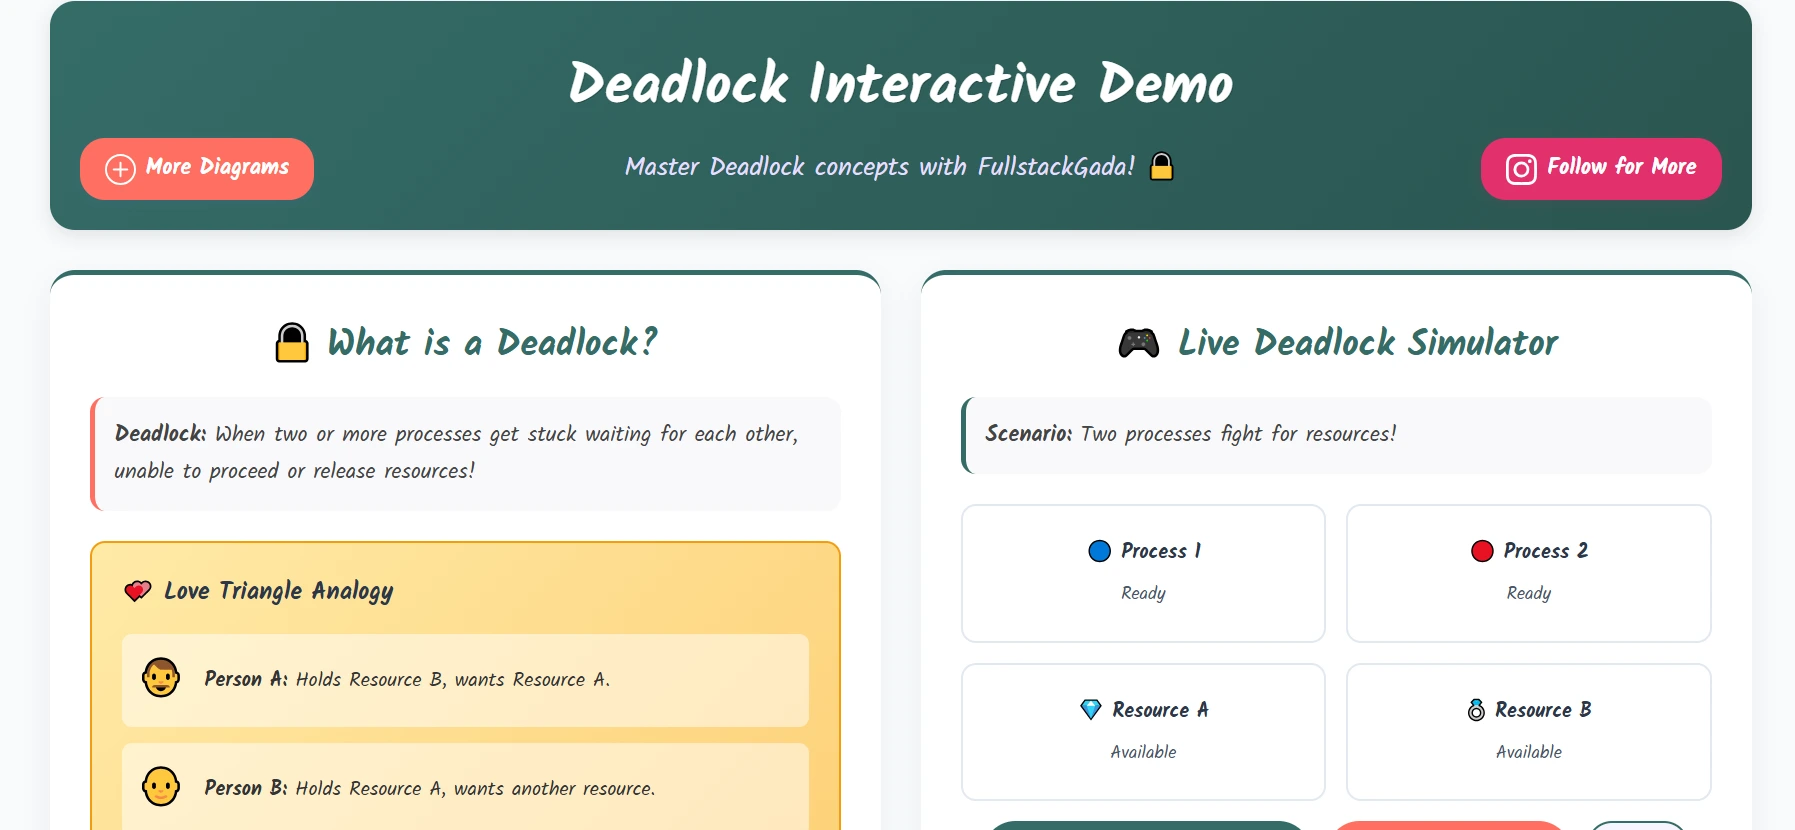 Deadlock Interactive Demo
More Diagrams
Master Deadlock concepts with FullstackGada! 🔒
Follow for More
🔒 What is a Deadlock?
Deadlock: When two or more processes get stuck waiting for each other,
unable to proceed or release resources!
💕 Love Triangle Analogy
Person A: Holds Resource B, wants Resource A.
Person B: Holds Resource A, wants another resource.
🎮 Live Deadlock Simulator
Scenario: Two processes fight for resources!
🔵 Process 1
Ready
🔴 Process 2
Ready
💎 Resource A
Available
💍 Resource B
Available